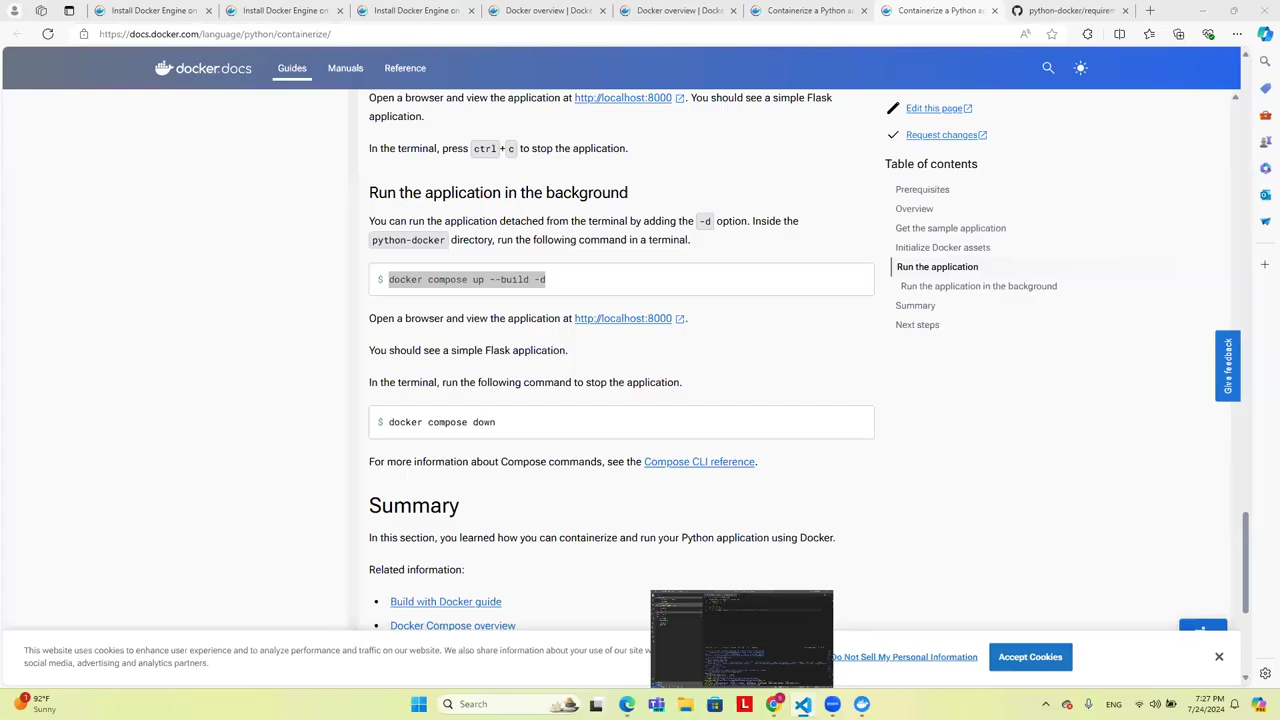 Install Docker Engine on
Install Docker Engine on
Install Docker Engine on
Docker overview | Dock
Docker overview | Dock
Containerize a Python a
Containerize a Python a
python-docker/requirem
https://docs.docker.com/language/python/containerize/
docker.docs
Guides
Manuals
Reference
Open a browser and view the application at http://localhost:8000 . You should see a simple Flask
application.
In the terminal, press ctrl + c to stop the application.
Run the application in the background
You can run the application detached from the terminal by adding the -d option. Inside the
python-docker directory, run the following command in a terminal.
$ docker compose up --build -d
Open a browser and view the application at http://localhost:8000 .
You should see a simple Flask application.
In the terminal, run the following command to stop the application.
$ docker compose down
For more information about Compose commands, see the Compose CLI reference.
Summary
In this section, you learned how you can containerize and run your Python application using Docker.
Related information:
• Build with Docker guide
• Docker Compose overview
Edit this page
Request changes
Table of contents
Prerequisites
Overview
Get the sample application
Initialize Docker assets
Run the application
Run the application in the background
Summary
Next steps
Give feedback
This website uses cookies to enhance user experience and to analyze performance and traffic on our website. We also share information about your use of our site w
media, advertising and analytics partners.
Do Not Sell My Personal Information
Accept Cookies
Sunny
Search
ENG
7/24/2024